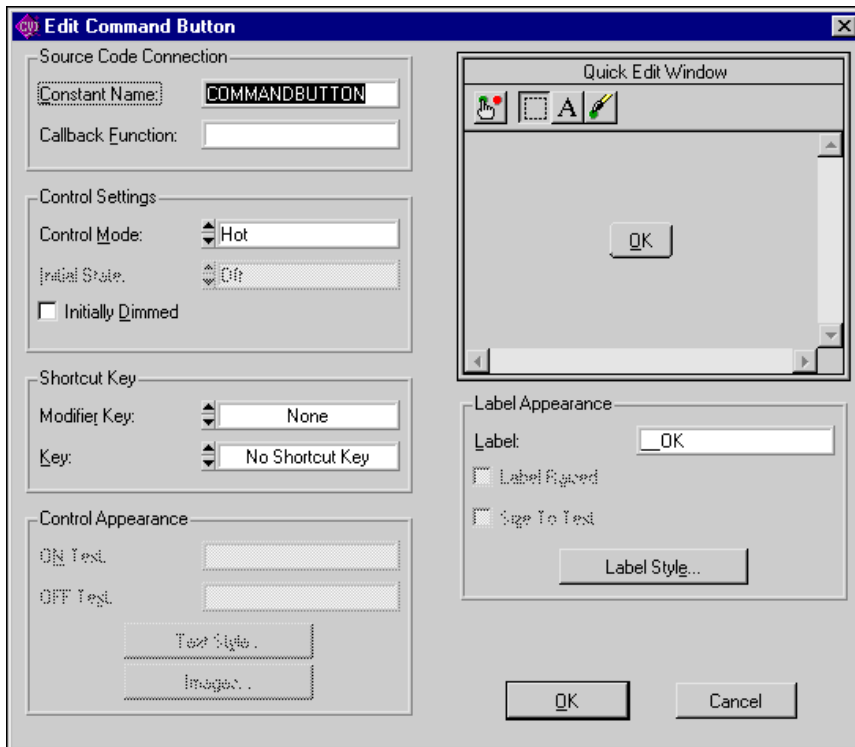 CVI Edit Command Button
Source Code Connection
Constant Name: COMMANDBUTTON
Callback Function:
Control Settings
Control Mode: Hot
Initial State: Off
Initially Dimmed
Shortcut Key
Modifier Key: None
Key: No Shortcut Key
Control Appearance
ON Text:
OFF Text:
Text Style...
Images...
Quick Edit Window
A
OK
Label Appearance
Label: __OK
Label Raised
Size To Text
Label Style...
OK Cancel